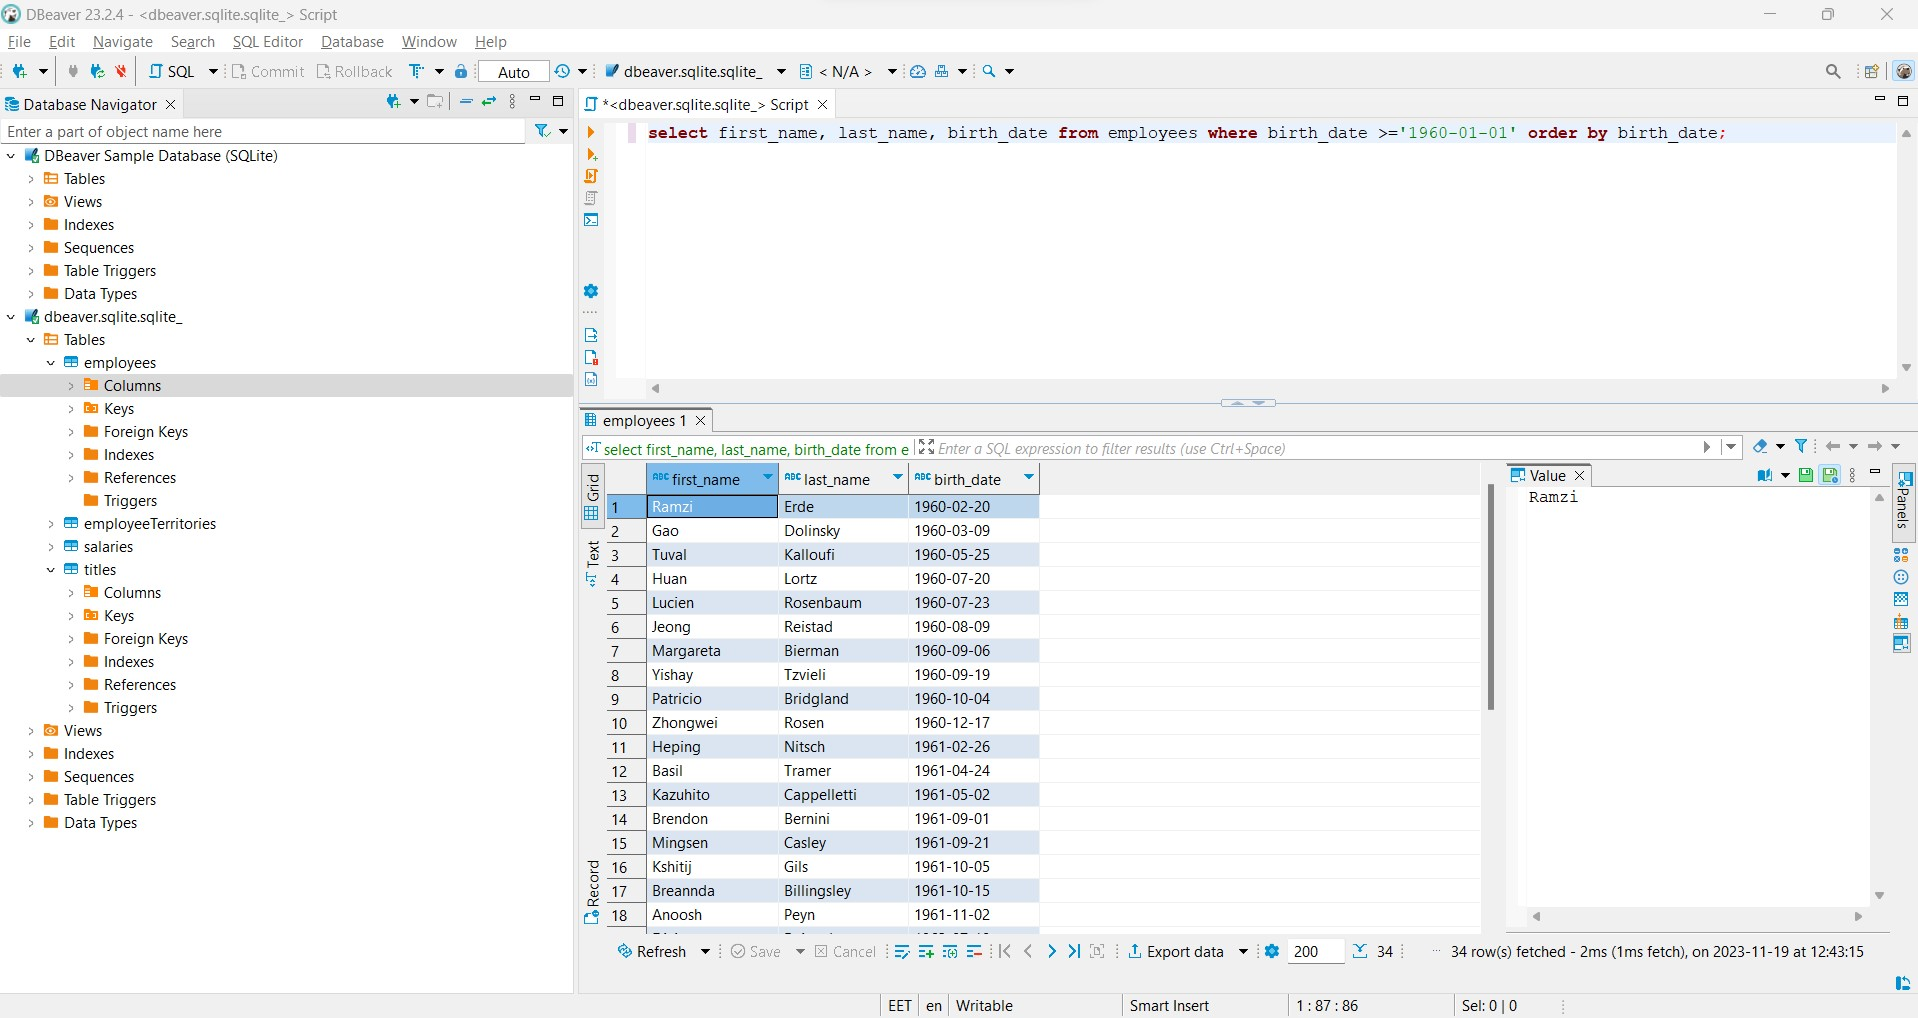 DBeaver 23.2.4 - <dbeaver.sqlite.sqlite_> Script
File Edit Navigate Search SQL Editor Database Window Help
SQL Commit Rollback Auto dbeaver.sqlite.sqlite_ < N/A >
Database Navigator
Enter a part of object name here
DBeaver Sample Database (SQLite)
Tables
Views
Indexes
Sequences
Table Triggers
Data Types
dbeaver.sqlite.sqlite_
Tables
employees
Columns
Keys
Foreign Keys
Indexes
References
Triggers
employeeTerritories
salaries
titles
Columns
Keys
Foreign Keys
Indexes
References
Triggers
Views
Indexes
Sequences
Table Triggers
Data Types
*<dbeaver.sqlite.sqlite_> Script
select first_name, last_name, birth_date from employees where birth_date >='1960-01-01' order by birth_date;
employees 1
select first_name, last_name, birth_date from e Enter a SQL expression to filter results (use Ctrl+Space)
Grid
Text
Record
ABC first_name ABC last_name ABC birth_date
1 Ramzi Erde 1960-02-20
2 Gao Dolinsky 1960-03-09
3 Tuval Kalloufi 1960-05-25
4 Huan Lortz 1960-07-20
5 Lucien Rosenbaum 1960-07-23
6 Jeong Reistad 1960-08-09
7 Margareta Bierman 1960-09-06
8 Yishay Tzvieli 1960-09-19
9 Patricio Bridgland 1960-10-04
10 Zhongwei Rosen 1960-12-17
11 Heping Nitsch 1961-02-26
12 Basil Tramer 1961-04-24
13 Kazuhito Cappelletti 1961-05-02
14 Brendon Bernini 1961-09-01
15 Mingsen Casley 1961-09-21
16 Kshitij Gils 1961-10-05
17 Breannda Billingsley 1961-10-15
18 Anoosh Peyn 1961-11-02
Value
Ramzi
Panels
Refresh Save Cancel Export data 200 34 34 row(s) fetched - 2ms (1ms fetch), on 2023-11-19 at 12:43:15
EET en Writable Smart Insert 1 : 87 : 86 Sel: 0 | 0